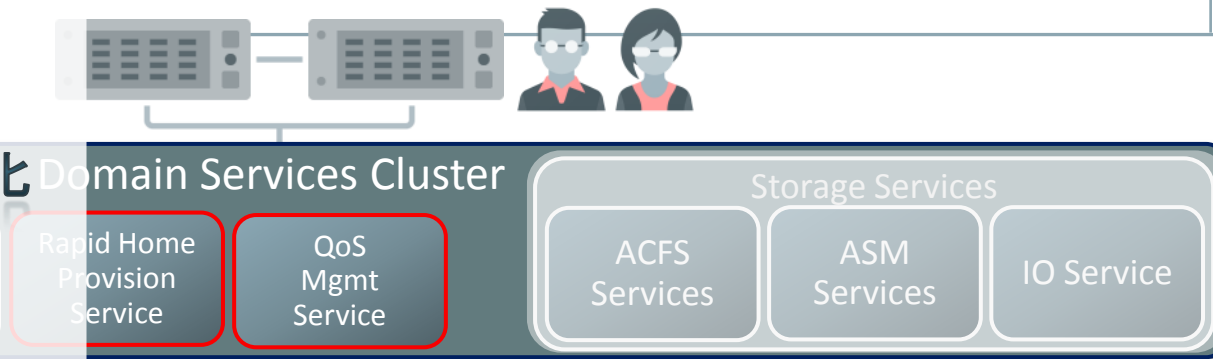 Domain Services Cluster
Storage Services
Rapid Home
Provision
Service
QoS
Mgmt
Service
ACFS
Services
ASM
Services
IO Service